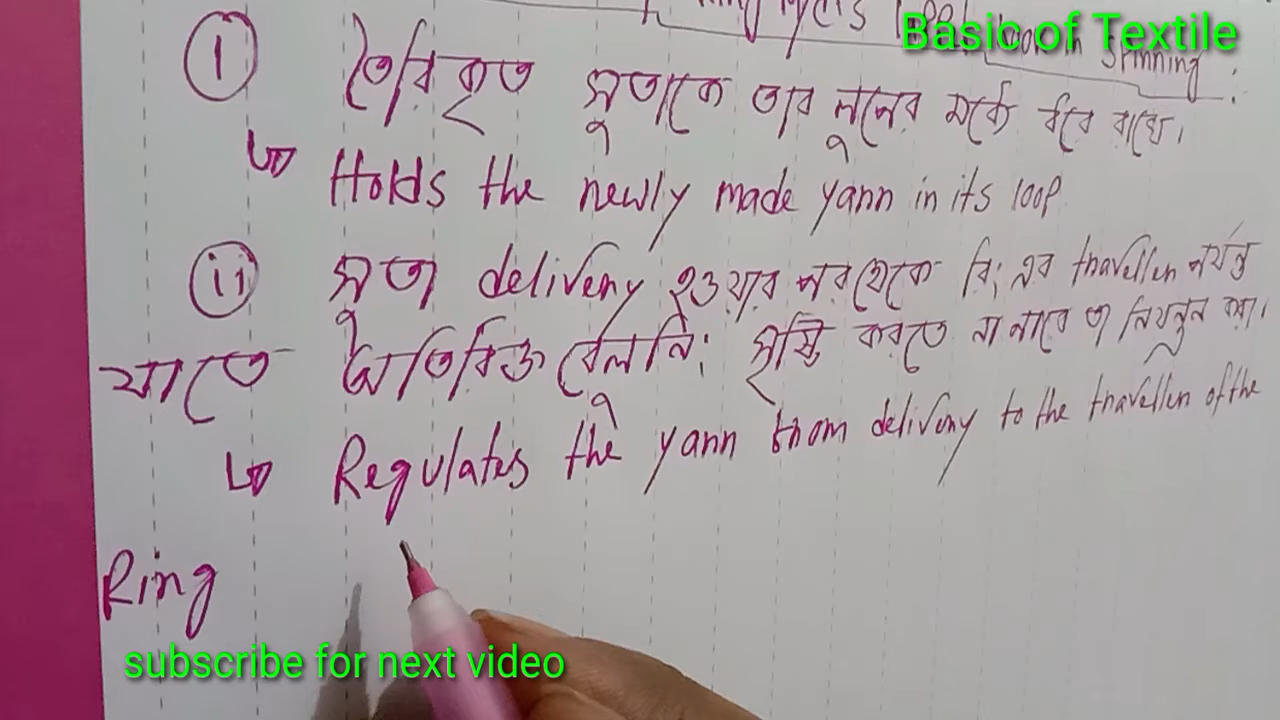 Basic of Textile
Spinning :
i তৈরিকৃত সুতাকে তার লুপের মধ্যে ধরে রাখে।
Holds the newly made yarn in its loop
ii সুতা delivery হওয়ার পর থেকে রিং এর traveller পর্যন্ত
যাতে অতিরিক্ত বেলুনিং সৃষ্টি করতে না পারে তা নিয়ন্ত্রন করা।
Regulates the yarn from delivery to the traveller of the
Ring
subscribe for next video